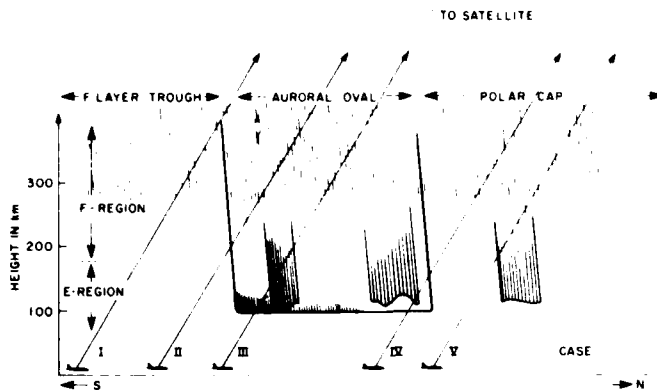 TO SATELLITE
F LAYER TROUGH
AURORAL OVAL
POLAR CAP
300
F-REGION
200
HEIGHT IN km
E-REGION
100
I
II
III
IV
V
CASE
0
S
N